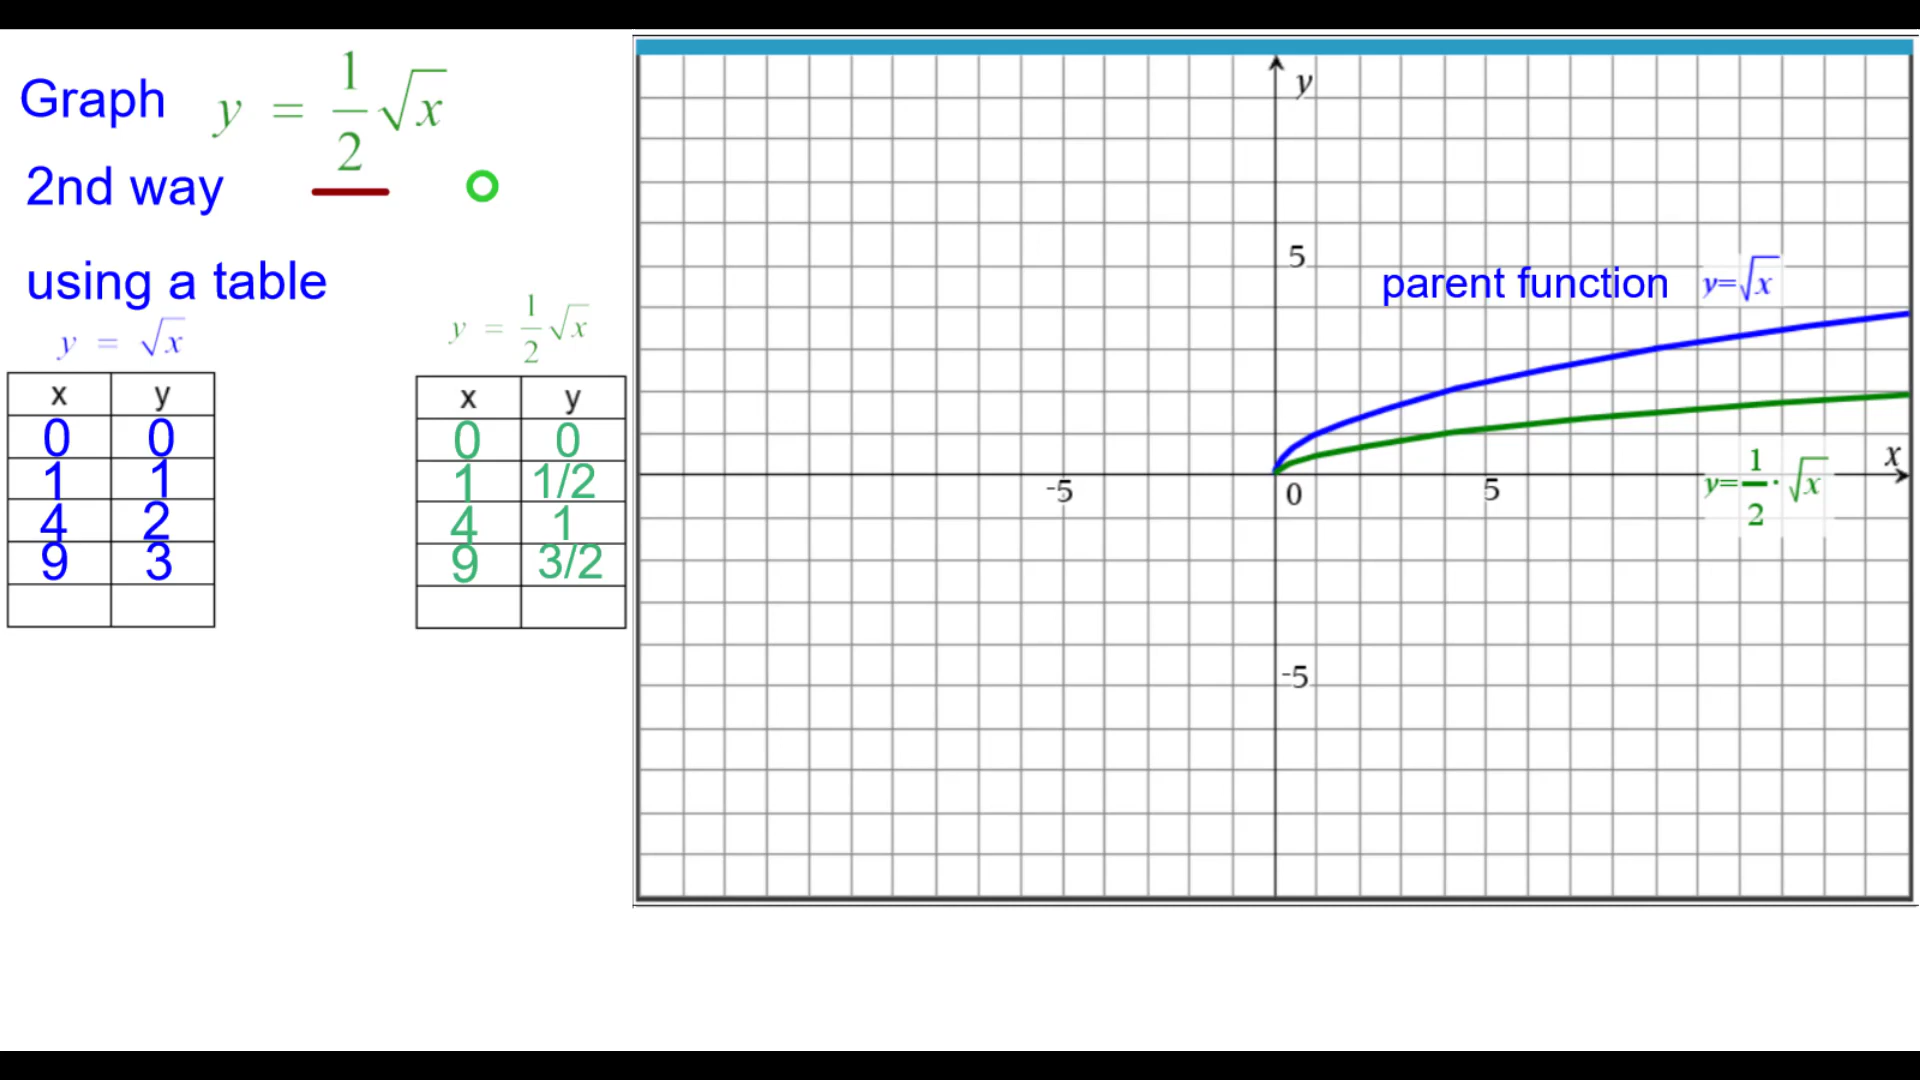 Graph y = 1/2 √x
2nd way
using a table
y = √x
x y
0 0
1 1
4 2
9 3
y = 1/2 √x
x y
0 0
1 1/2
4 1
9 3/2
y
5
parent function y=√x
x
-5 0 5
y=1/2·√x
-5